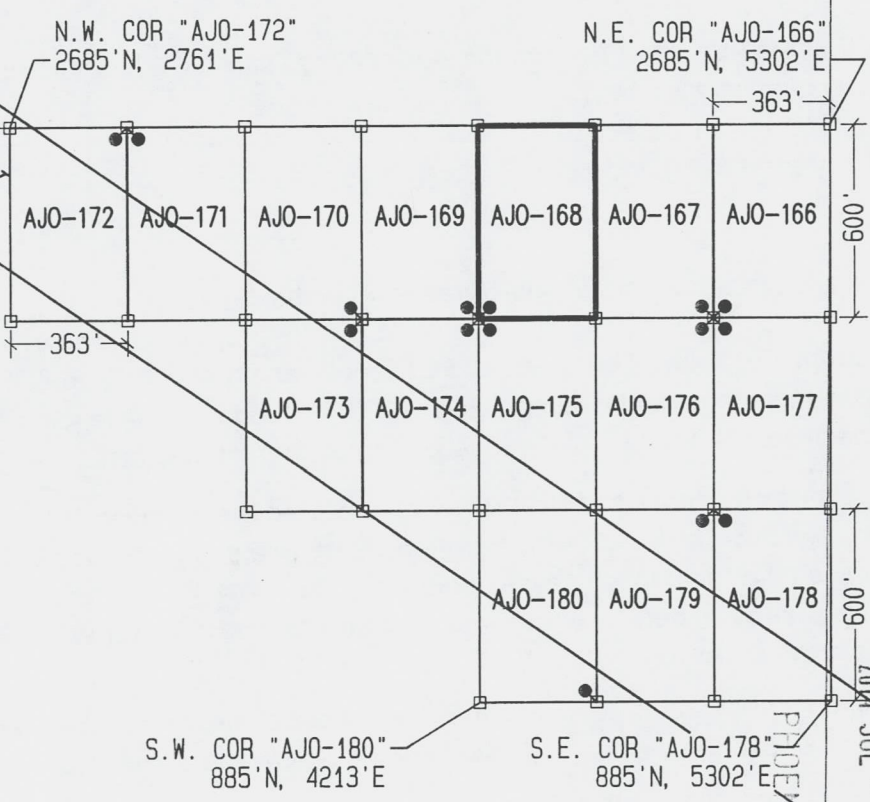 N.W. COR "AJO-172"
2685'N, 2761'E
N.E. COR "AJO-166"
2685'N, 5302'E
363'
AJO-172
AJO-171
AJO-170
AJO-169
AJO-168
AJO-167
AJO-166
600'
363'
AJO-173
AJO-174
AJO-175
AJO-176
AJO-177
AJO-180
AJO-179
AJO-178
600'
S.W. COR "AJO-180"
885'N, 4213'E
S.E. COR "AJO-178"
885'N, 5302'E